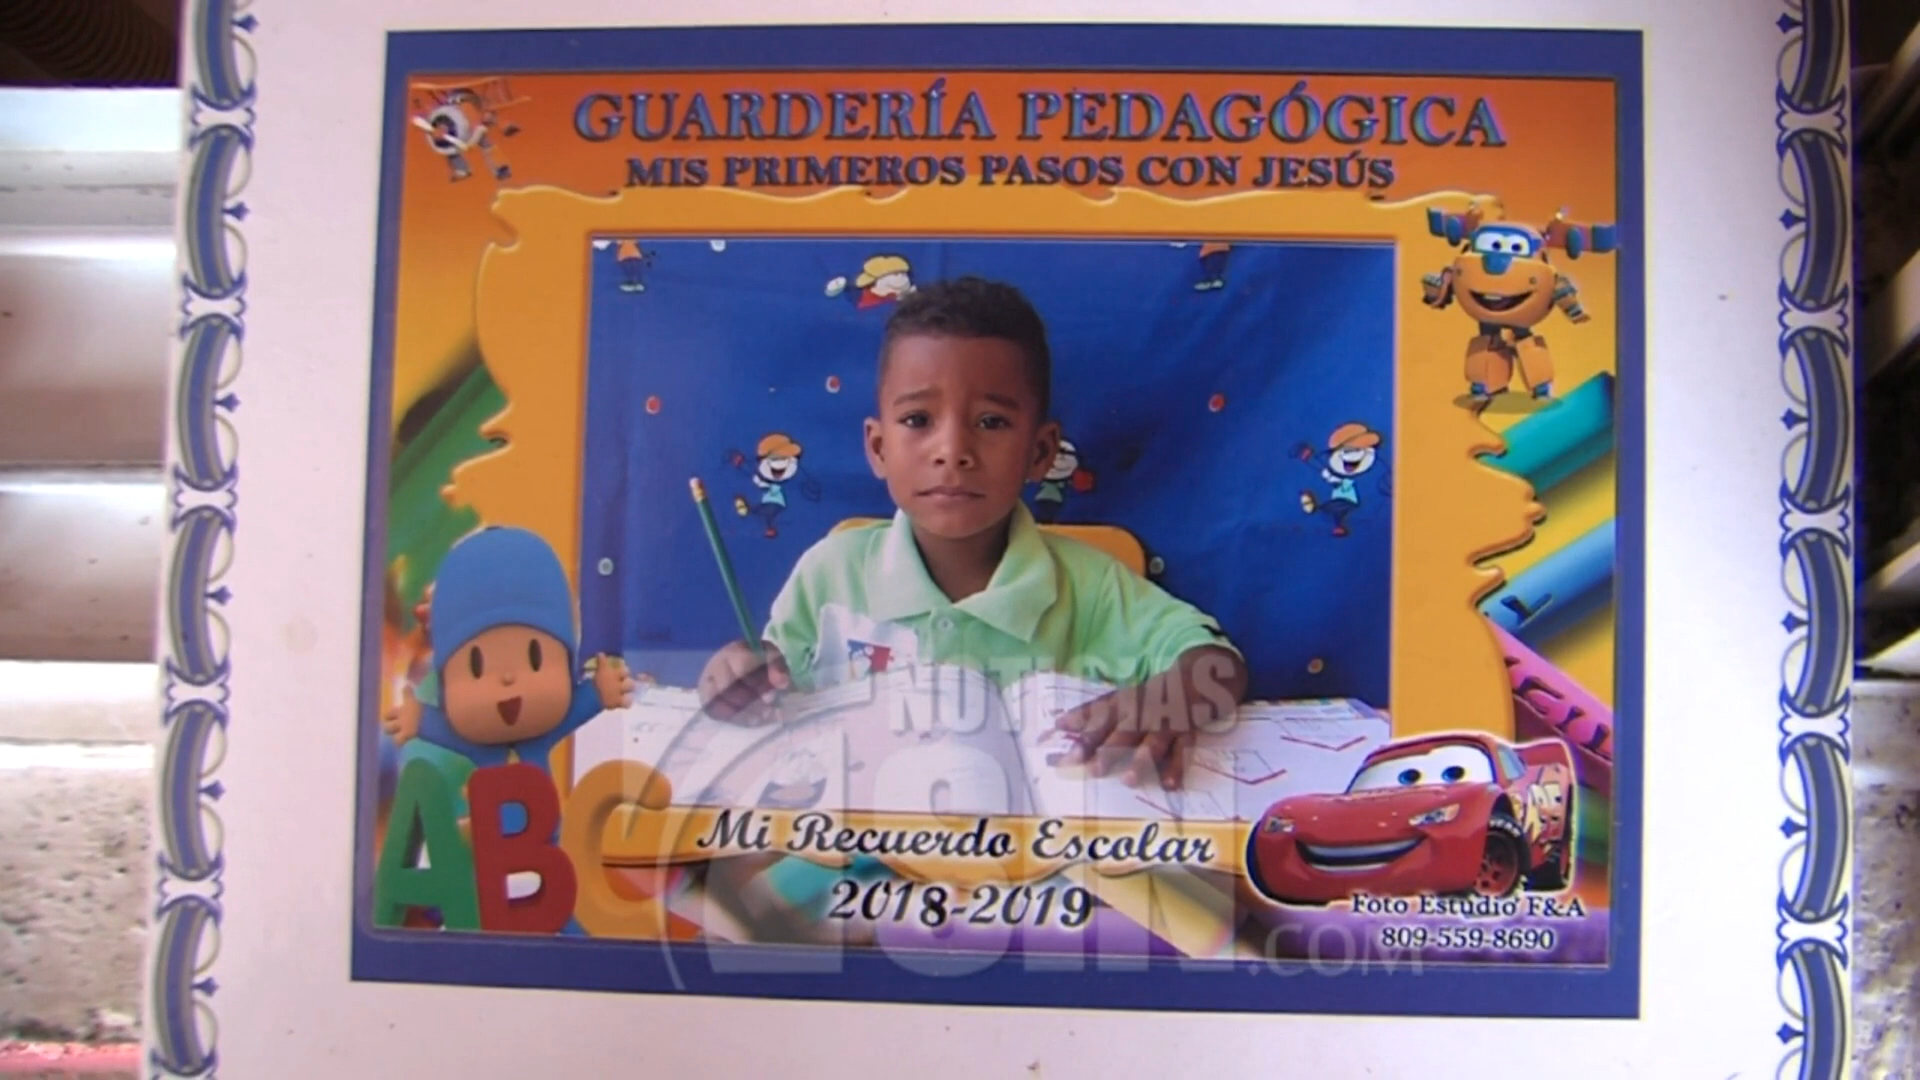 GUARDERÍA PEDAGÓGICA
MIS PRIMEROS PASOS CON JESÚS
NOTICIAS
SIN
.COM
ABC
Mi Recuerdo Escolar
2018-2019
Foto Estudio F&A
809-559-8690